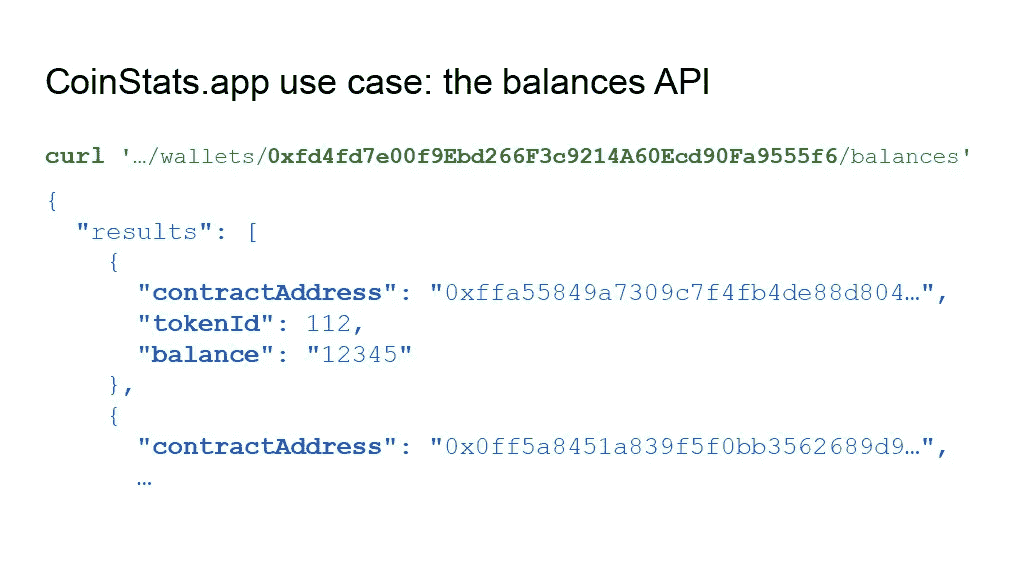 CoinStats.app use case: the balances API
curl '…/wallets/0xfd4fd7e00f9Ebd266F3c9214A60Ecd90Fa9555f6/balances'
{
"results": [
{
"contractAddress": "0xffa55849a7309c7f4fb4de88d804…",
"tokenId": 112,
"balance": "12345"
},
{
"contractAddress": "0x0ff5a8451a839f5f0bb3562689d9…",
…